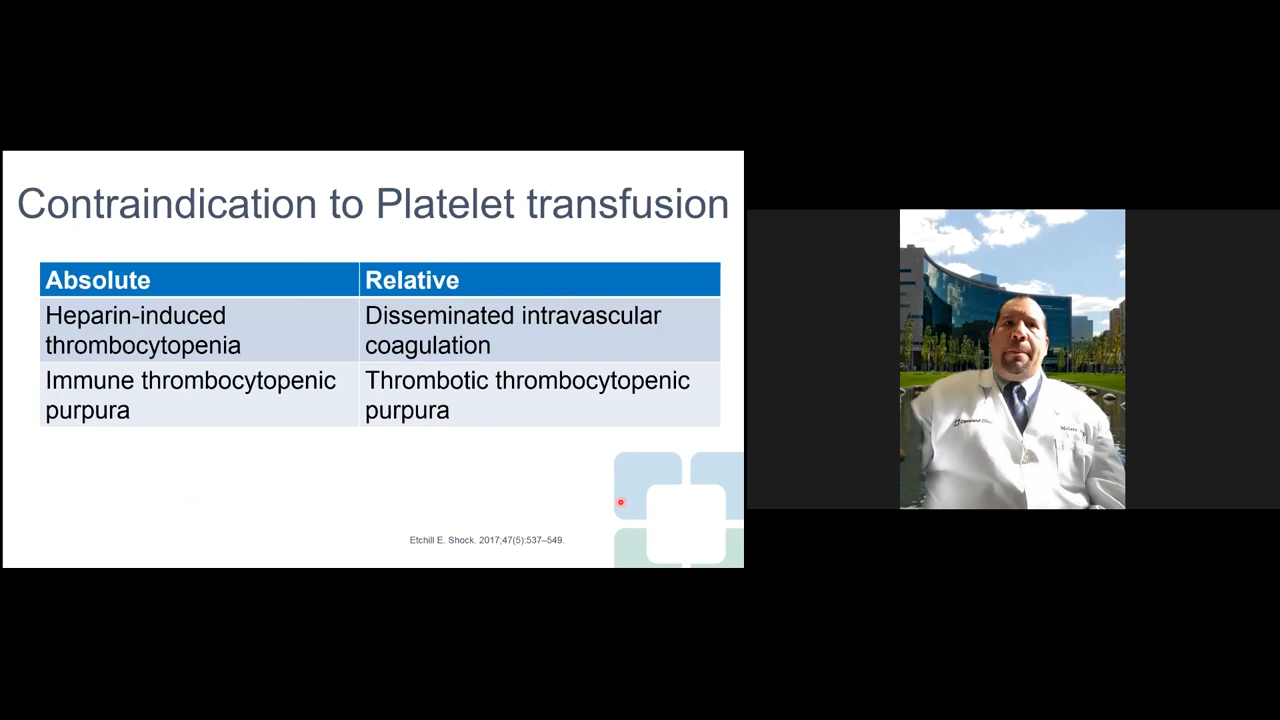 Contraindication to Platelet transfusion
Absolute
Relative
Heparin-induced
thrombocytopenia
Disseminated intravascular
coagulation
Immune thrombocytopenic
purpura
Thrombotic thrombocytopenic
purpura
Etchill E. Shock. 2017;47(5):537–549.
Cleveland